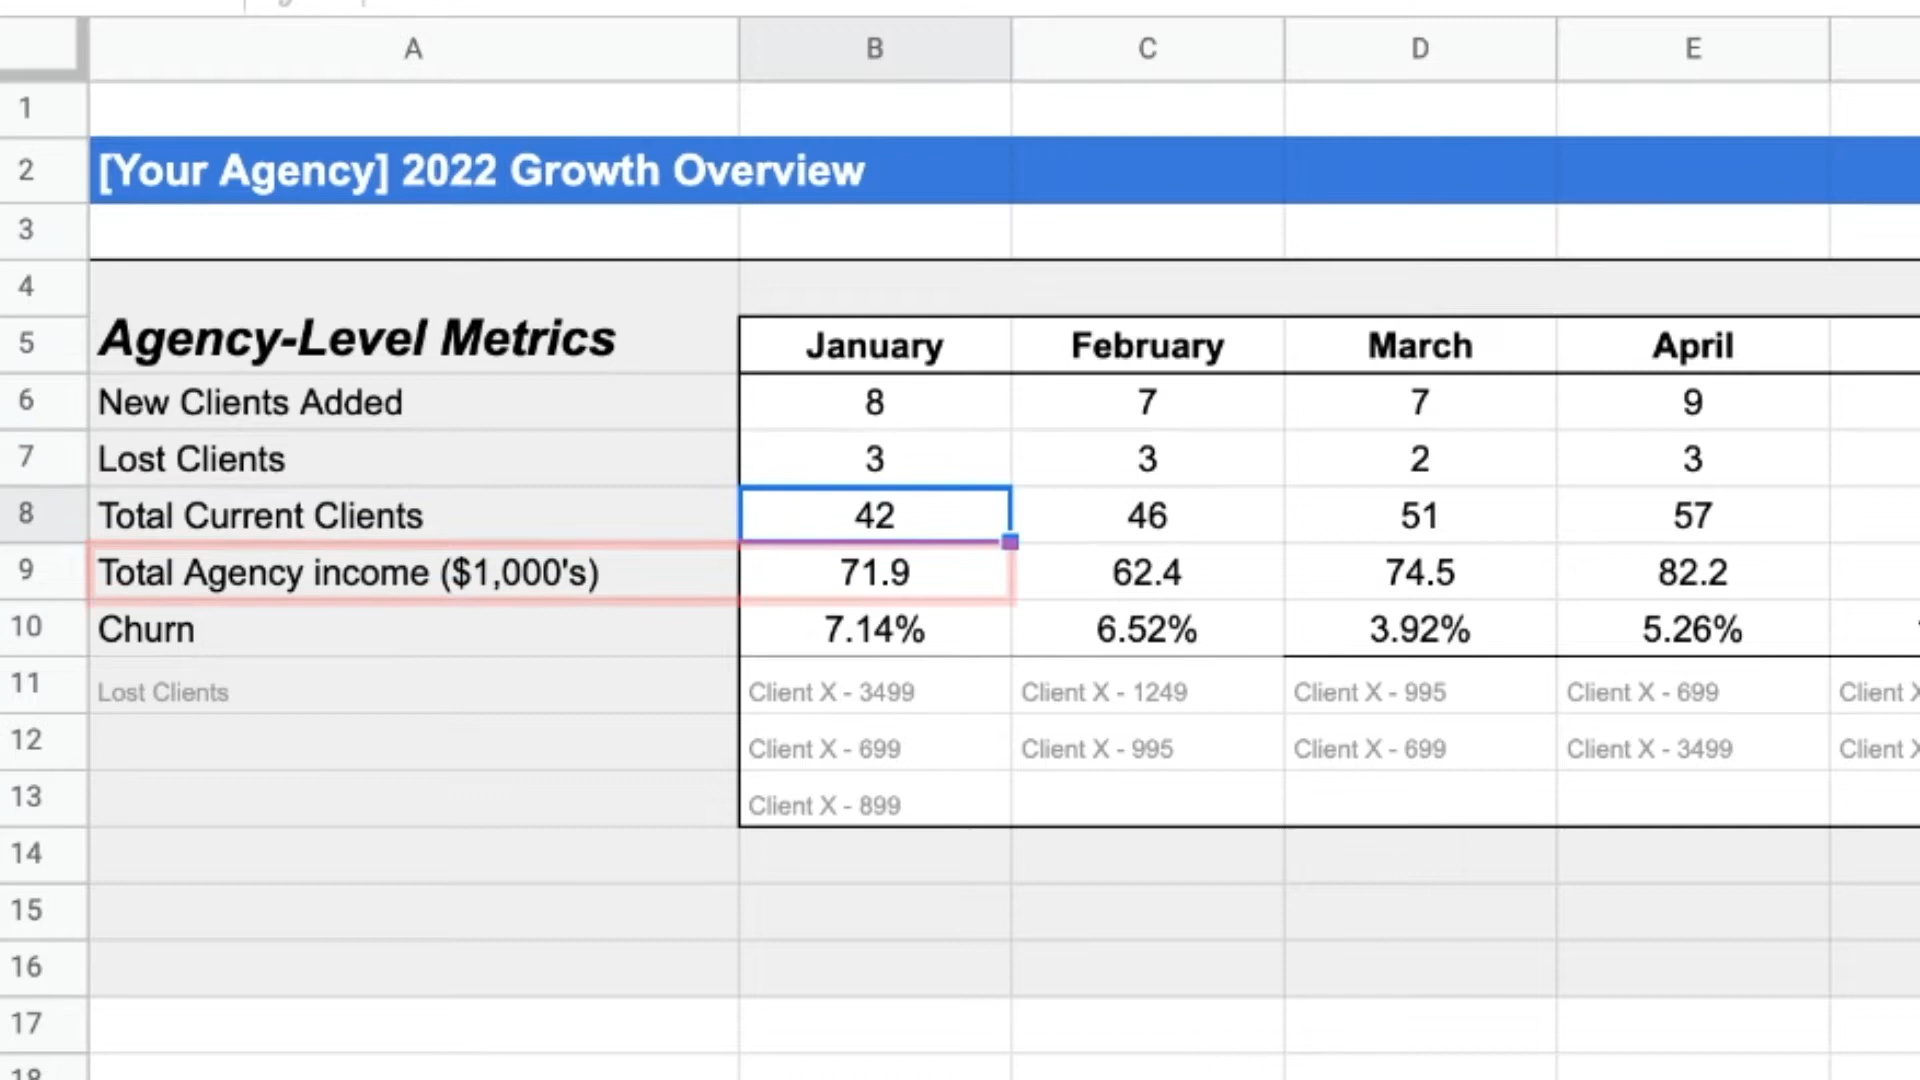 A B C D E
1
2 [Your Agency] 2022 Growth Overview
3
4
5 Agency-Level Metrics January February March April
6 New Clients Added 8 7 7 9
7 Lost Clients 3 3 2 3
8 Total Current Clients 42 46 51 57
9 Total Agency income ($1,000's) 71.9 62.4 74.5 82.2
10 Churn 7.14% 6.52% 3.92% 5.26%
11 Lost Clients Client X - 3499 Client X - 1249 Client X - 995 Client X - 699 Client X
12 Client X - 699 Client X - 995 Client X - 699 Client X - 3499 Client X
13 Client X - 899
14
15
16
17
18